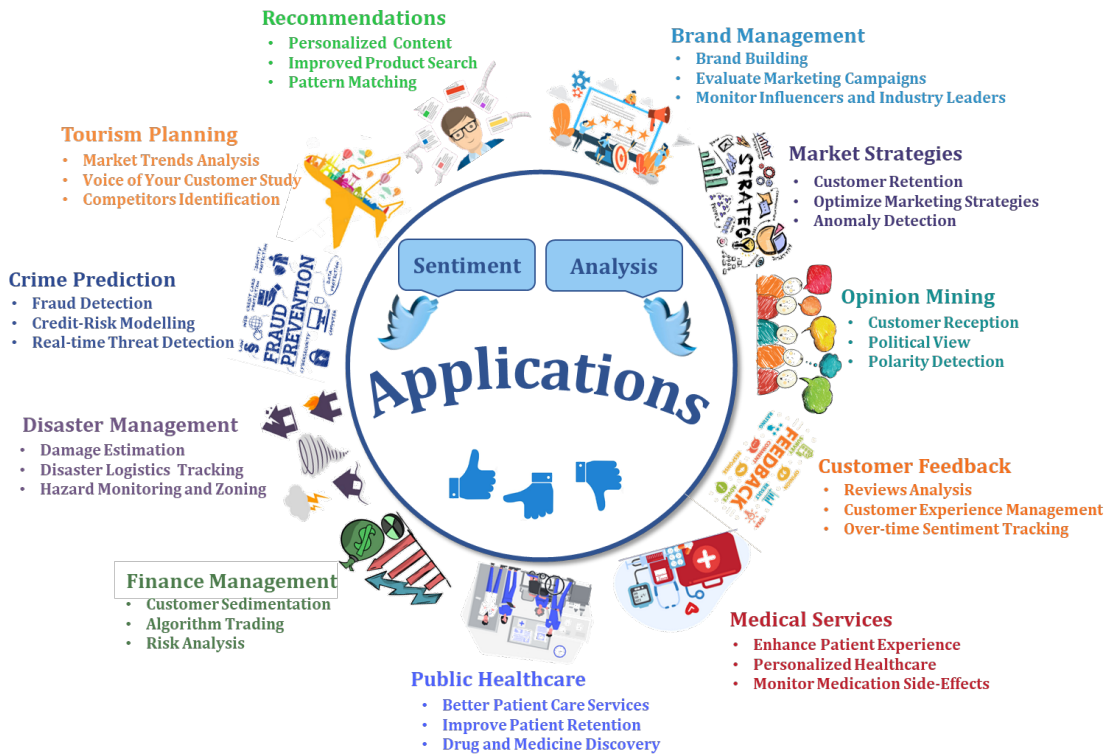 Recommendations
• Personalized Content
• Improved Product Search
• Pattern Matching
Brand Management
• Brand Building
• Evaluate Marketing Campaigns
• Monitor Influencers and Industry Leaders
Tourism Planning
• Market Trends Analysis
• Voice of Your Customer Study
• Competitors Identification
Market Strategies
• Customer Retention
• Optimize Marketing Strategies
• Anomaly Detection
STRATEGY
Sentiment
Analysis
Applications
Crime Prediction
• Fraud Detection
• Credit-Risk Modelling
• Real-time Threat Detection
FRAUD
PREVENTION
Opinion Mining
• Customer Reception
• Political View
• Polarity Detection
Disaster Management
• Damage Estimation
• Disaster Logistics Tracking
• Hazard Monitoring and Zoning
Customer Feedback
• Reviews Analysis
• Customer Experience Management
• Over-time Sentiment Tracking
FEEDBACK
Finance Management
• Customer Sedimentation
• Algorithm Trading
• Risk Analysis
$
Medical Services
• Enhance Patient Experience
• Personalized Healthcare
• Monitor Medication Side-Effects
Public Healthcare
• Better Patient Care Services
• Improve Patient Retention
• Drug and Medicine Discovery